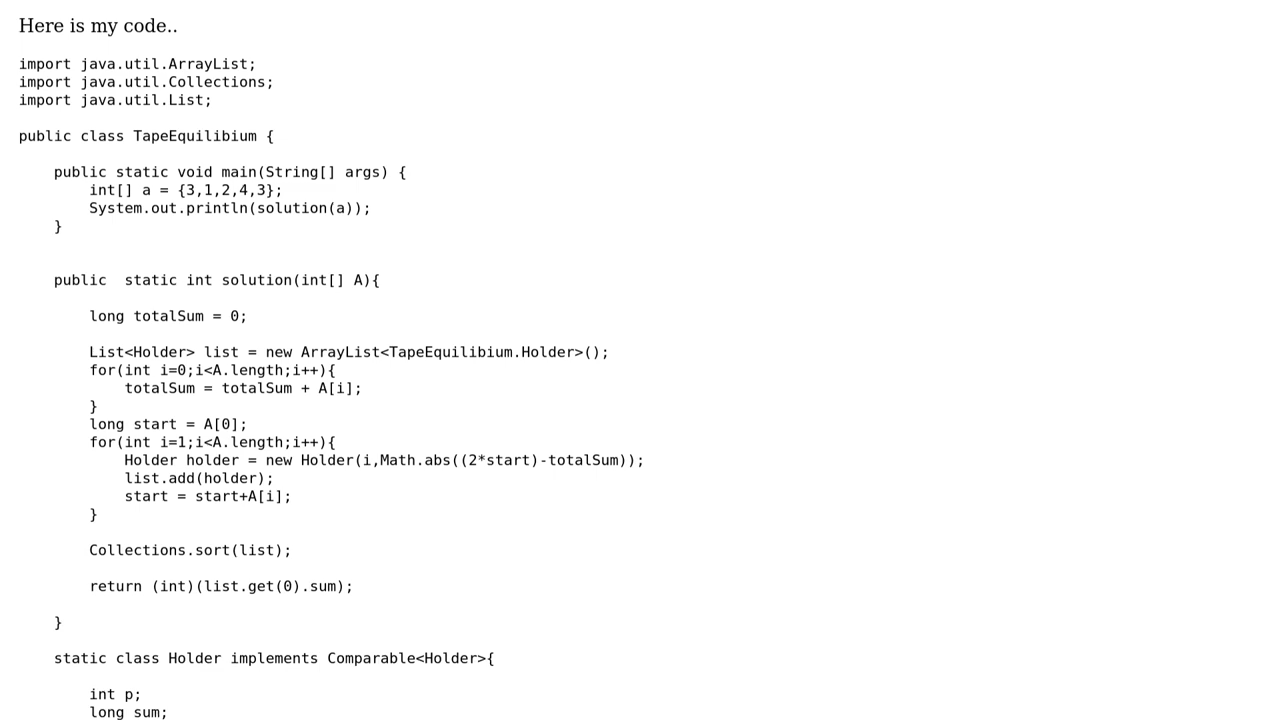 Here is my code..
import java.util.ArrayList;
import java.util.Collections;
import java.util.List;
public class TapeEquilibium {
    public static void main(String[] args) {
        int[] a = {3,1,2,4,3};
        System.out.println(solution(a));
    }
    public  static int solution(int[] A){
        long totalSum = 0;
        List<Holder> list = new ArrayList<TapeEquilibium.Holder>();
        for(int i=0;i<A.length;i++){
            totalSum = totalSum + A[i];
        }
        long start = A[0];
        for(int i=1;i<A.length;i++){
            Holder holder = new Holder(i,Math.abs((2*start)-totalSum));
            list.add(holder);
            start = start+A[i];
        }
        Collections.sort(list);
        return (int)(list.get(0).sum);
    }
    static class Holder implements Comparable<Holder>{
        int p;
        long sum;